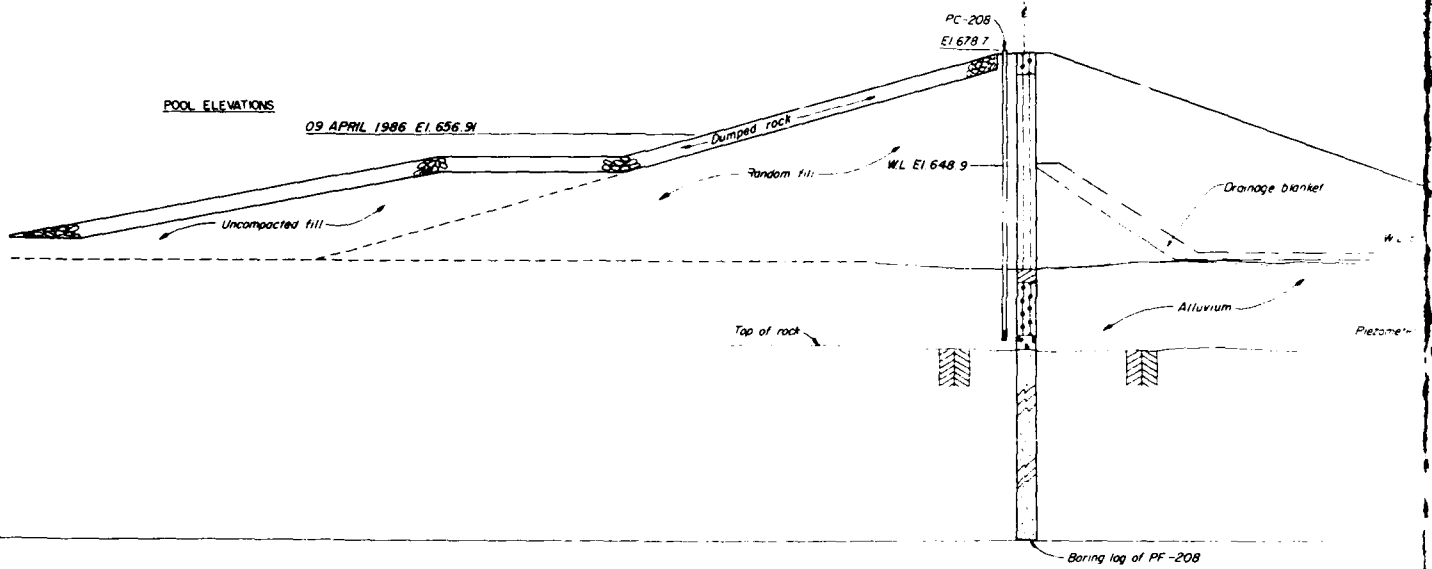 PC-208
El. 678.7
POOL ELEVATIONS
09 APRIL 1986 El. 656.91
Dumped rock
W.L. El. 648.9
Random fill
Drainage blanket
Uncompacted fill
W.L.
Alluvium
Top of rock
Boring log of PF-208